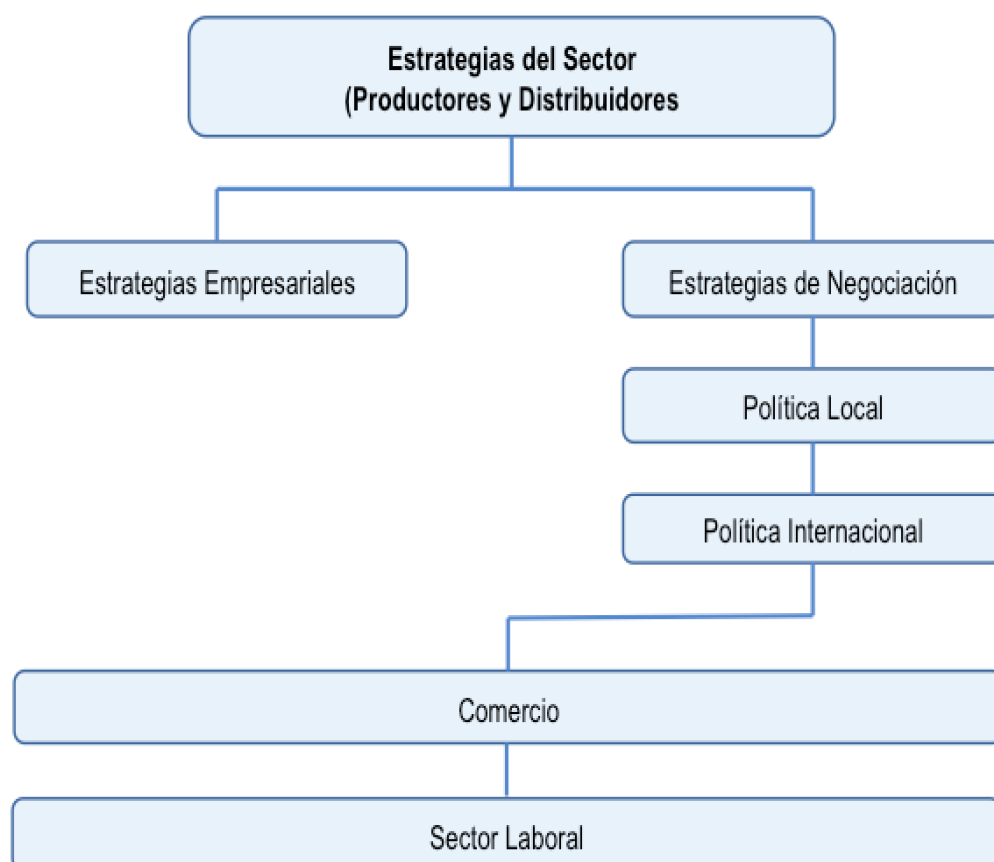 Estrategias del Sector
(Productores y Distribuidores
Estrategias Empresariales
Estrategias de Negociación
Política Local
Política Internacional
Comercio
Sector Laboral